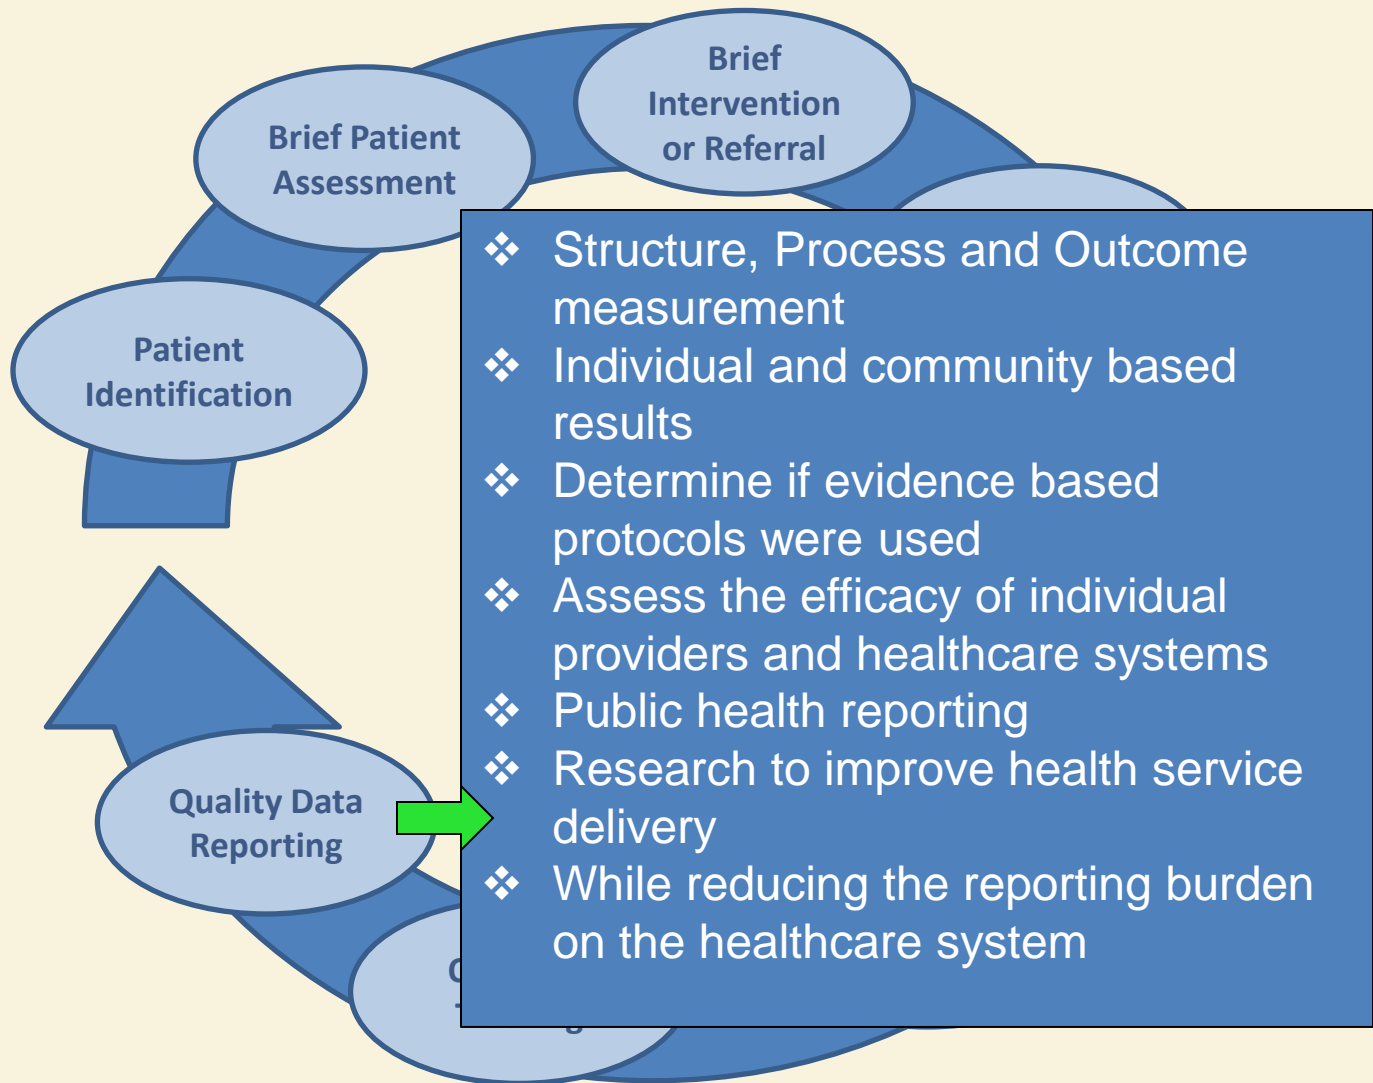 Brief
Intervention
or Referral
Brief Patient
Assessment
Patient
Identification
❖ Structure, Process and Outcome
measurement
❖ Individual and community based
results
❖ Determine if evidence based
protocols were used
❖ Assess the efficacy of individual
providers and healthcare systems
❖ Public health reporting
❖ Research to improve health service
delivery
❖ While reducing the reporting burden
on the healthcare system
Quality Data
Reporting